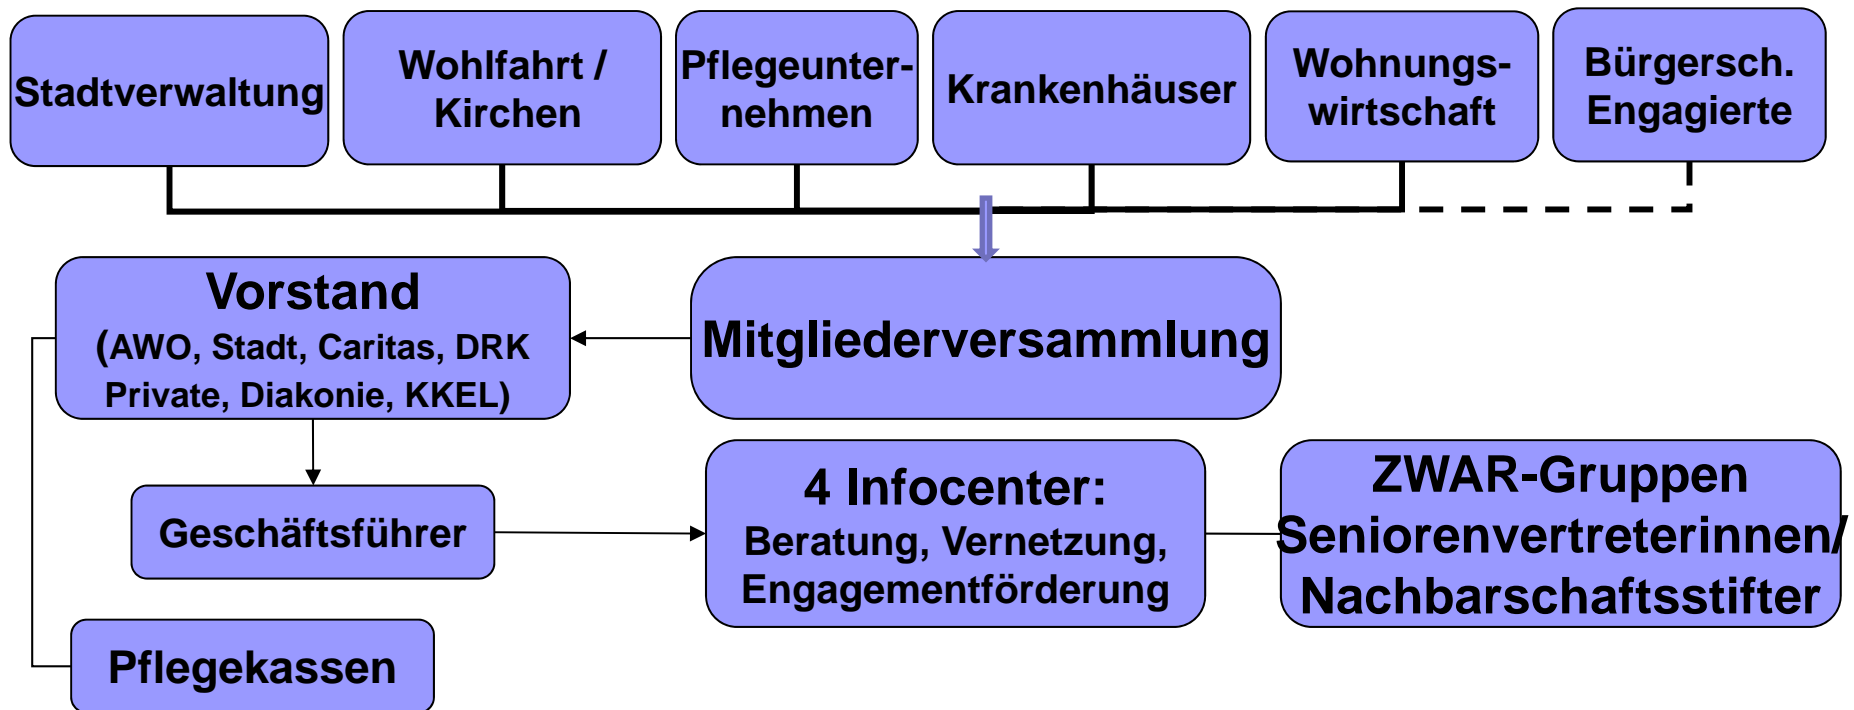 Stadtverwaltung
Wohlfahrt /
Kirchen
Pflegeunter-
nehmen
Krankenhäuser
Wohnungs-
wirtschaft
Bürgersch.
Engagierte
Vorstand
(AWO, Stadt, Caritas, DRK
Private, Diakonie, KKEL)
Mitgliederversammlung
Geschäftsführer
4 Infocenter:
Beratung, Vernetzung,
Engagementförderung
ZWAR-Gruppen
Seniorenvertreterinnen/
Nachbarschaftsstifter
Pflegekassen